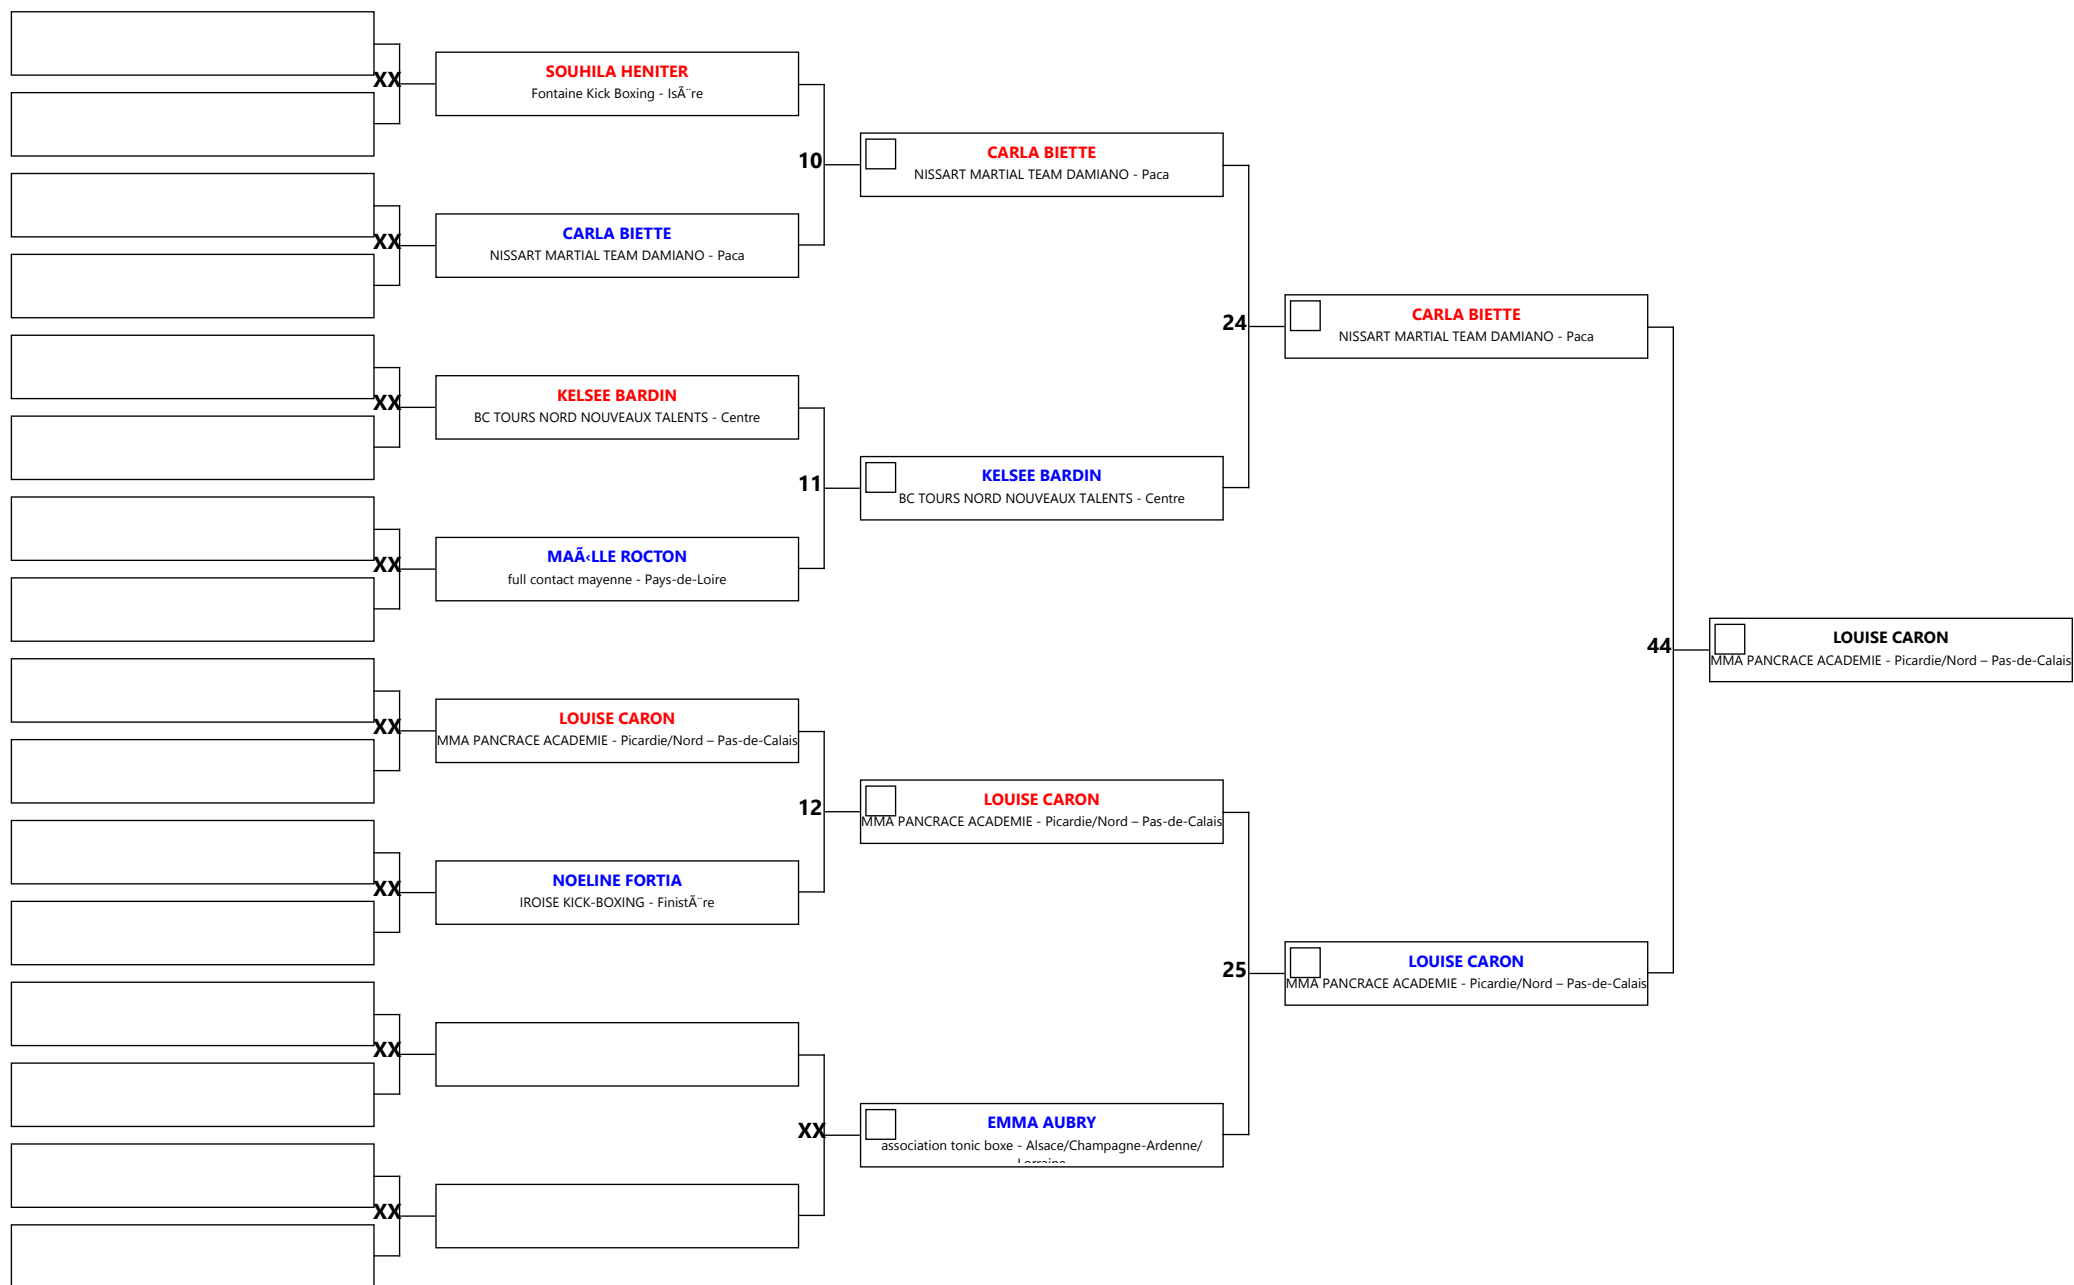 XX
SOUHILA HENITER
Fontaine Kick Boxing - IsÃ¨re
10
CARLA BIETTE
NISSART MARTIAL TEAM DAMIANO - Paca
XX
CARLA BIETTE
NISSART MARTIAL TEAM DAMIANO - Paca
24
CARLA BIETTE
NISSART MARTIAL TEAM DAMIANO - Paca
XX
KELSEE BARDIN
BC TOURS NORD NOUVEAUX TALENTS - Centre
11
KELSEE BARDIN
BC TOURS NORD NOUVEAUX TALENTS - Centre
XX
MAÃ‹LLE ROCTON
full contact mayenne - Pays-de-Loire
44
LOUISE CARON
MMA PANCRACE ACADEMIE - Picardie/Nord – Pas-de-Calais
XX
LOUISE CARON
MMA PANCRACE ACADEMIE - Picardie/Nord – Pas-de-Calais
12
LOUISE CARON
MMA PANCRACE ACADEMIE - Picardie/Nord – Pas-de-Calais
XX
NOELINE FORTIA
IROISE KICK-BOXING - FinistÃ¨re
25
LOUISE CARON
MMA PANCRACE ACADEMIE - Picardie/Nord – Pas-de-Calais
XX
XX
EMMA AUBRY
association tonic boxe - Alsace/Champagne-Ardenne/
Lorraine
XX